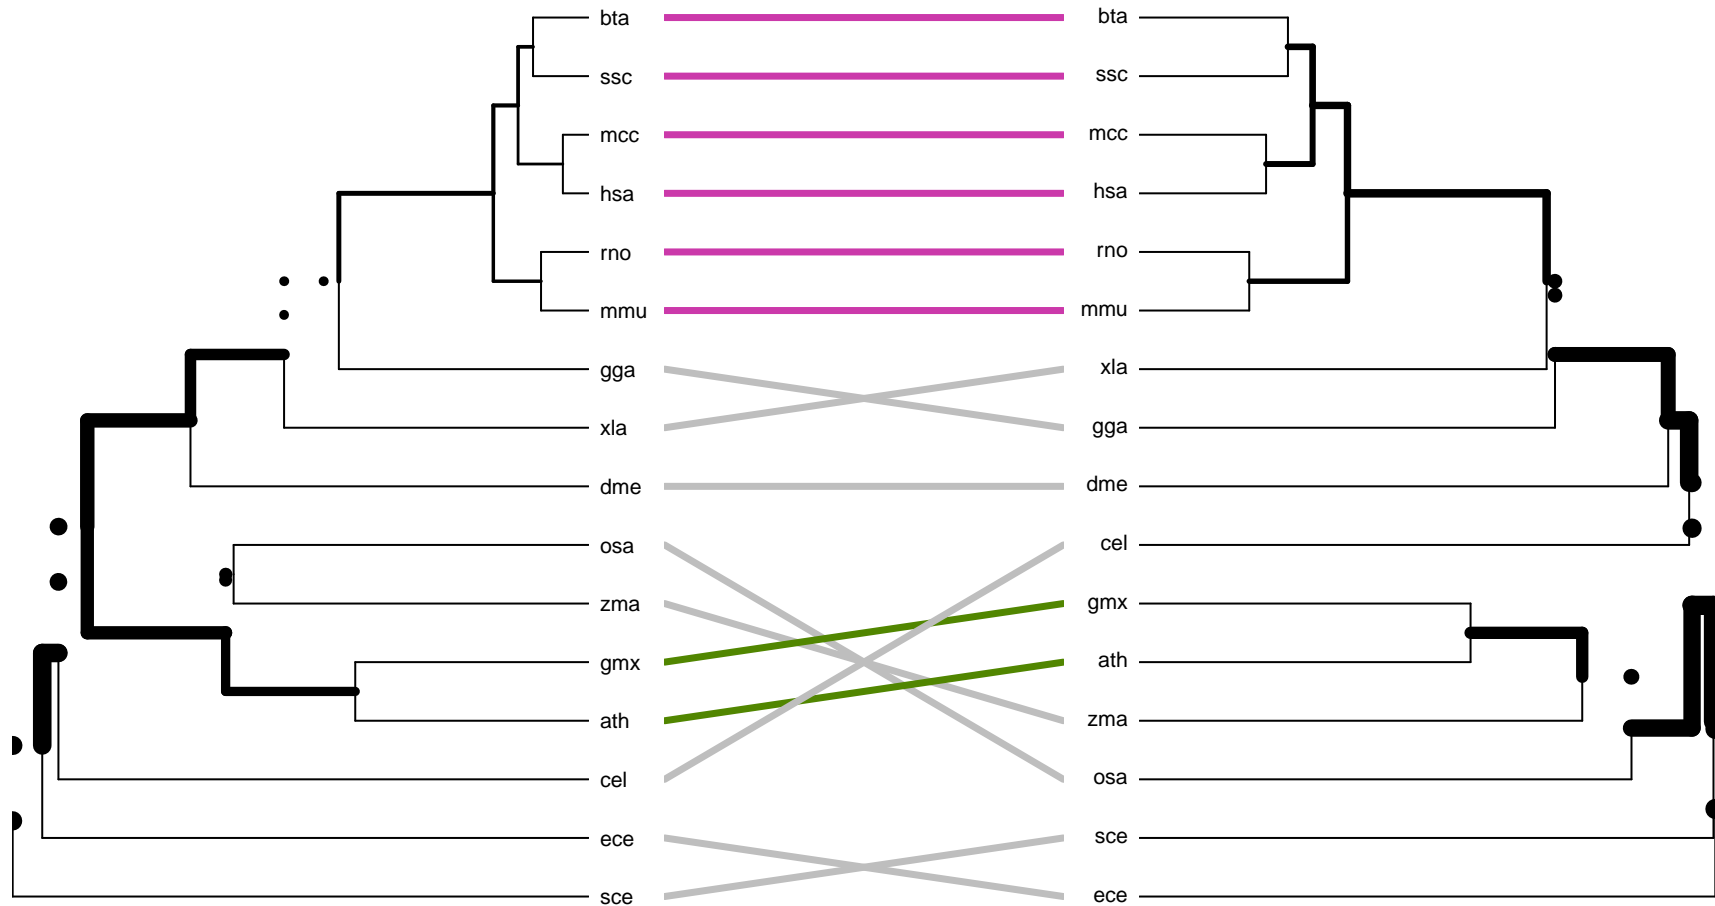 bta bta
ssc ssc
mcc mcc
hsa hsa
rno rno
mmu mmu
gga xla
xla gga
dme dme
osa cel
zma gmx
gmx ath
ath zma
cel osa
ece sce
sce ece